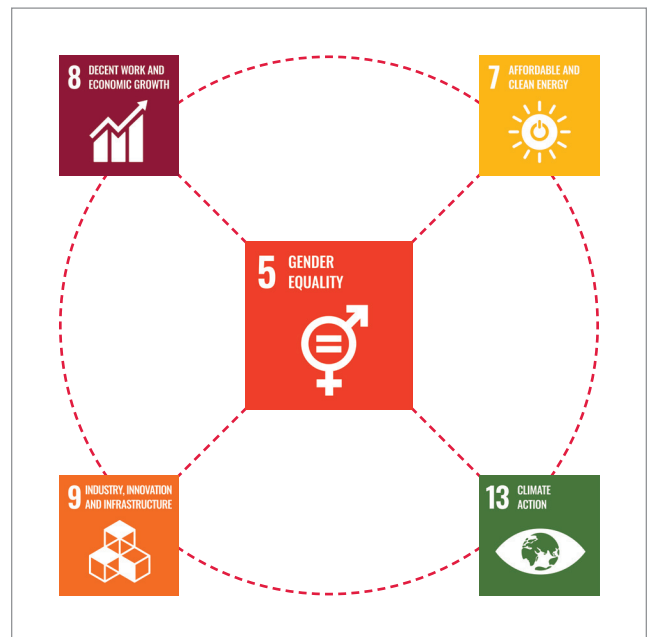 8 DECENT WORK AND
ECONOMIC GROWTH
7 AFFORDABLE AND
CLEAN ENERGY
5 GENDER
EQUALITY
9 INDUSTRY, INNOVATION
AND INFRASTRUCTURE
13 CLIMATE
ACTION